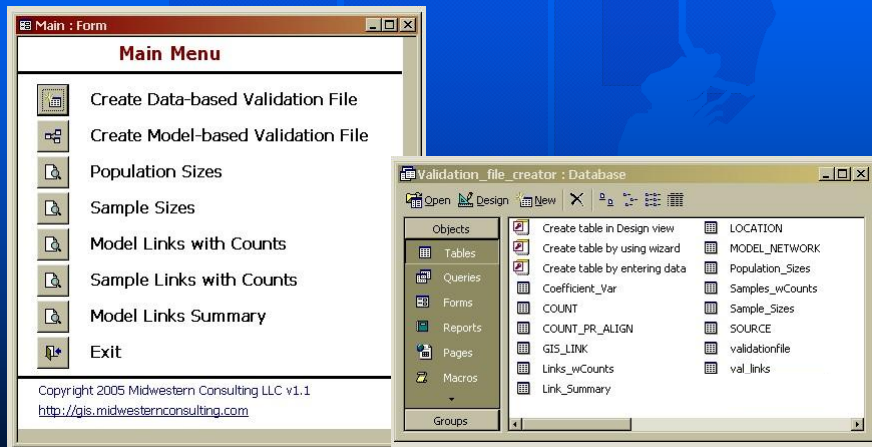 Main : Form
Main Menu
Create Data-based Validation File
Create Model-based Validation File
Population Sizes
Sample Sizes
Model Links with Counts
Sample Links with Counts
Model Links Summary
Exit
Copyright 2005 Midwestern Consulting LLC v1.1
http://gis.midwesternconsulting.com
Validation_file_creator : Database
Open Design New
Objects
Tables
Queries
Forms
Reports
Pages
Macros
Groups
Create table in Design view
Create table by using wizard
Create table by entering data
Coefficient_Var
COUNT
COUNT_PR_ALIGN
GIS_LINK
Links_wCounts
Link_Summary
LOCATION
MODEL_NETWORK
Population_Sizes
Samples_wCounts
Sample_Sizes
SOURCE
validationfile
val_links